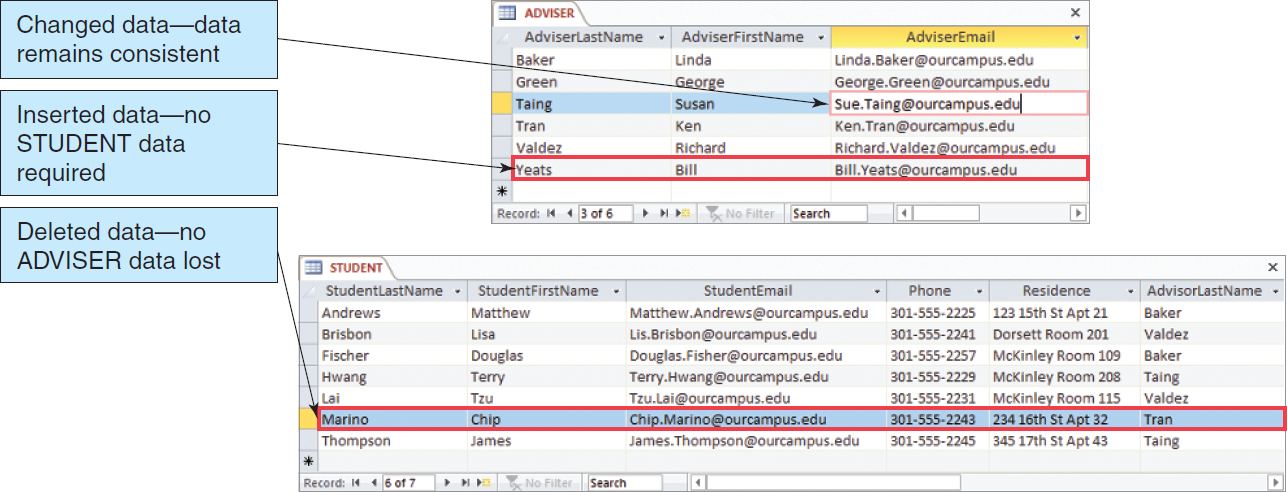 Changed data—data
remains consistent
Inserted data—no
STUDENT data
required
Deleted data—no
ADVISER data lost
ADVISER
AdviserLastName AdviserFirstName AdviserEmail
Baker Linda Linda.Baker@ourcampus.edu
Green George George.Green@ourcampus.edu
Taing Susan Sue.Taing@ourcampus.edu
Tran Ken Ken.Tran@ourcampus.edu
Valdez Richard Richard.Valdez@ourcampus.edu
Yeats Bill Bill.Yeats@ourcampus.edu
Record: 3 of 6 No Filter Search
STUDENT
StudentLastName StudentFirstName StudentEmail Phone Residence AdvisorLastName
Andrews Matthew Matthew.Andrews@ourcampus.edu 301-555-2225 123 15th St Apt 21 Baker
Brisbon Lisa Lis.Brisbon@ourcampus.edu 301-555-2241 Dorsett Room 201 Valdez
Fischer Douglas Douglas.Fisher@ourcampus.edu 301-555-2257 McKinley Room 109 Baker
Hwang Terry Terry.Hwang@ourcampus.edu 301-555-2229 McKinley Room 208 Taing
Lai Tzu Tzu.Lai@ourcampus.edu 301-555-2231 McKinley Room 115 Valdez
Marino Chip Chip.Marino@ourcampus.edu 301-555-2243 234 16th St Apt 32 Tran
Thompson James James.Thompson@ourcampus.edu 301-555-2245 345 17th St Apt 43 Taing
Record: 6 of 7 No Filter Search